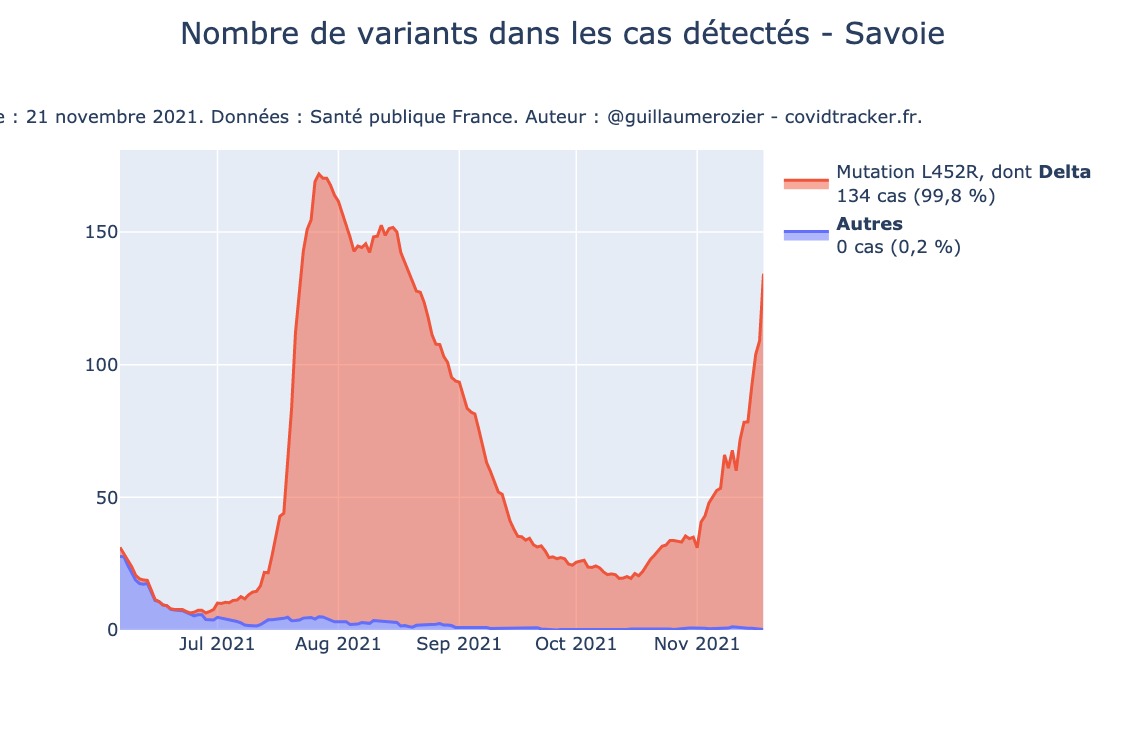 Nombre de variants dans les cas détectés - Savoie
: 21 novembre 2021. Données : Santé publique France. Auteur : @guillaumerozier - covidtracker.fr.
Mutation L452R, dont Delta
134 cas (99,8 %)
Autres
0 cas (0,2 %)
150
100
50
0
Jul 2021 Aug 2021 Sep 2021 Oct 2021 Nov 2021